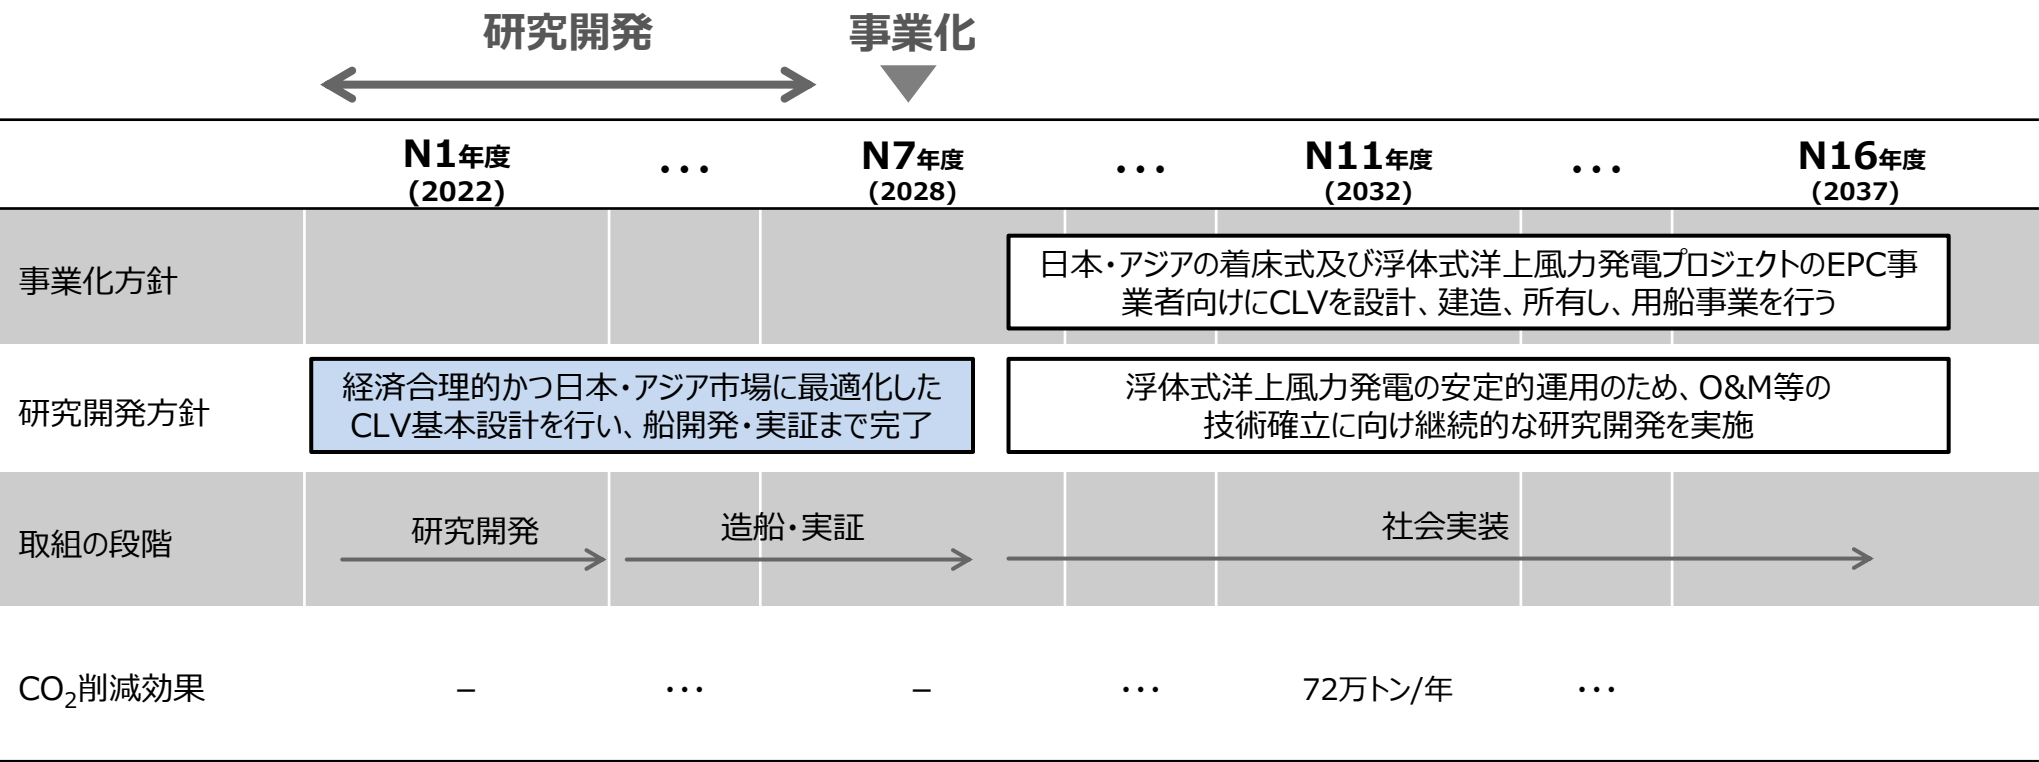 研究開発
事業化
N1年度
(2022)
・・・
N7年度
(2028)
・・・
N11年度
(2032)
・・・
N16年度
(2037)
事業化方針
日本・アジアの着床式及び浮体式洋上風力発電プロジェクトのEPC事
業者向けにCLVを設計、建造、所有し、用船事業を行う
研究開発方針
経済合理的かつ日本・アジア市場に最適化した
CLV基本設計を行い、船開発・実証まで完了
浮体式洋上風力発電の安定的運用のため、O&M等の
技術確立に向け継続的な研究開発を実施
取組の段階
研究開発
造船・実証
社会実装
CO2削減効果
–
・・・
–
・・・
72万トン/年
・・・